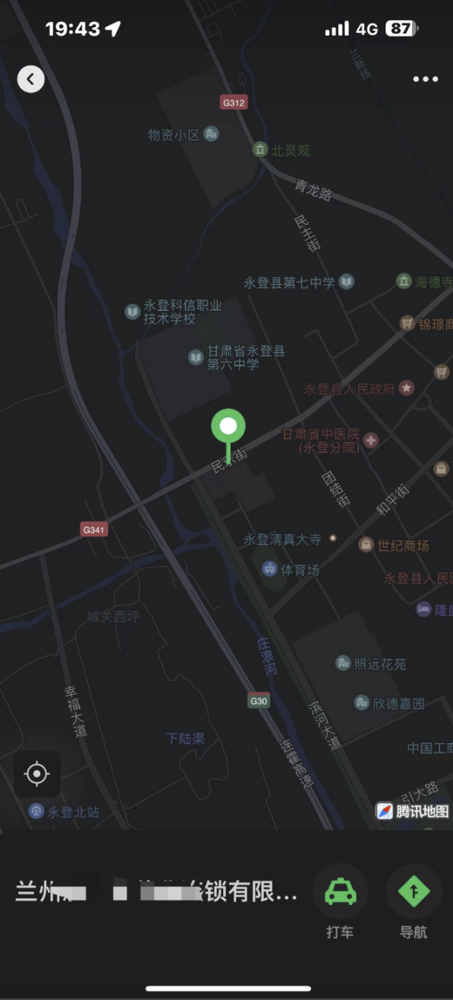 19:43
4G 87
兰新线
G312
物资小区
北灵观
青龙路
民主街
永登县第七中学
海德寺
永登科信职业
技术学校
锦璟商
甘肃省永登县
第六中学
永登县人民政府
甘肃省中医院
(永登分院)
民乐街
团结街
和平街
G341
永登清真大寺
世纪商场
体育场
永登县人民医
隆盛
城关西坪
庄浪河
照远花苑
幸福大道
G30
欣德嘉园
滨河大道
下陆渠
连霍高速
中国工商
引大路
永登北站
腾讯地图
兰州
锁有限...
打车
导航